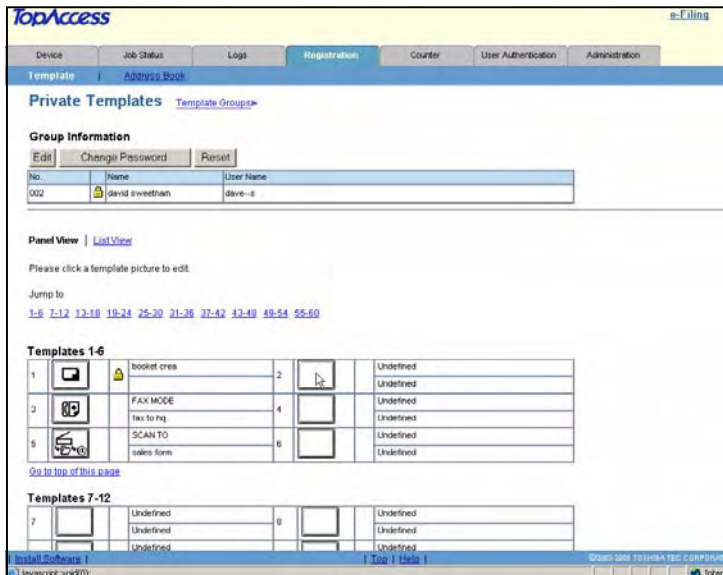 TopAccess
e-Filing
Device Job Status Logs Registration Counter User Authentication Administration
Template | Address Book
Private Templates Template Groups
Group Information
Edit Change Password Reset
No. Name User Name
002 david sweetnam dave--s
Panel View | List View
Please click a template picture to edit.
Jump to
1-6 7-12 13-18 19-24 25-30 31-36 37-42 43-48 49-54 55-60
Templates 1-6
1 booket crea 2 Undefined
Undefined
3 FAX MODE 4 Undefined
fax to hq Undefined
5 SCAN TO 6 Undefined
sales form Undefined
Go to top of this page
Templates 7-12
7 Undefined 8 Undefined
Undefined Undefined
Undefined Undefined
| Install Software | | Top | Help | TOSHIBA TEC CORPORAT
javascript:void(0); Inter